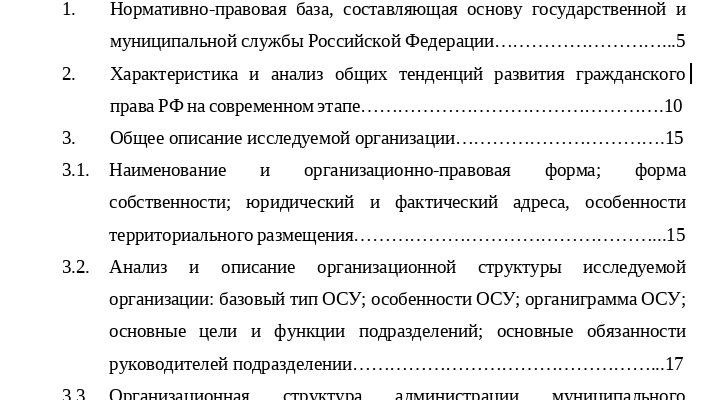 1. Нормативно-правовая база, составляющая основу государственной и
муниципальной службы Российской Федерации………………………...5
2. Характеристика и анализ общих тенденций развития гражданского
права РФ на современном этапе………………………………………….10
3. Общее описание исследуемой организации…………………………….15
3.1. Наименование и организационно-правовая форма; форма
собственности; юридический и фактический адреса, особенности
территориального размещения…………………………………………....15
3.2. Анализ и описание организационной структуры исследуемой
организации: базовый тип ОСУ; особенности ОСУ; органиграмма ОСУ;
основные цели и функции подразделений; основные обязанности
руководителей подразделении…………………………………………...17
3.3. Организационная структура администрации муниципального